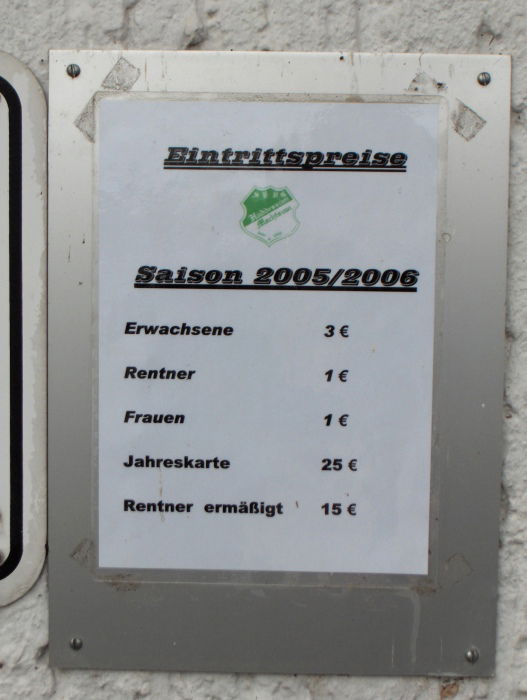 Eintrittspreise
Saison 2005/2006
Erwachsene 3 €
Rentner 1 €
Frauen 1 €
Jahreskarte 25 €
Rentner ermäßigt 15 €